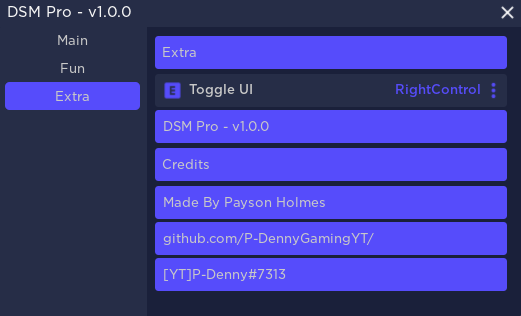 DSM Pro - v1.0.0
Main
Fun
Extra
Extra
E Toggle UI RightControl
DSM Pro - v1.0.0
Credits
Made By Payson Holmes
github.com/P-DennyGamingYT/
[YT]P-Denny#7313